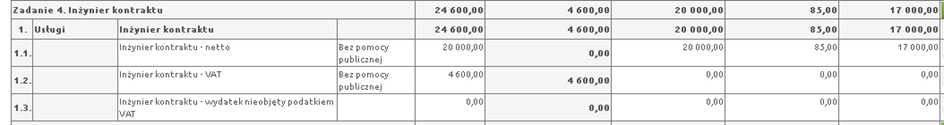 Zadanie 4. Inżynier kontraktu 24 600,00 4 600,00 20 000,00 85,00 17 000,00
1. Usługi Inżynier kontraktu 24 600,00 4 600,00 20 000,00 85,00 17 000,00
1.1. Inżynier kontraktu - netto Bez pomocy publicznej 20 000,00 0,00 20 000,00 85,00 17 000,00
1.2. Inżynier kontraktu - VAT Bez pomocy publicznej 4 600,00 4 600,00 0,00 0,00 0,00
1.3. Inżynier kontraktu - wydatek nieobjęty podatkiem VAT 0,00 0,00 0,00 0,00 0,00